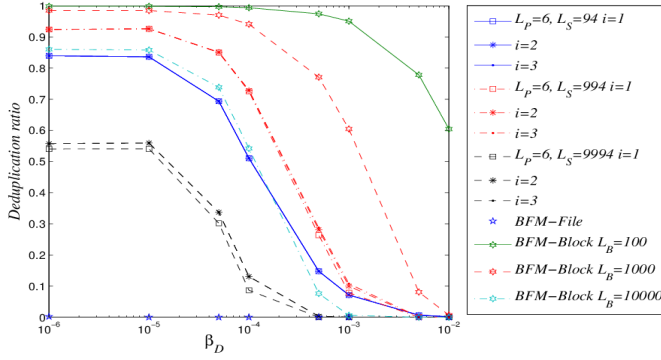 Deduplication ratio
1
0.9
0.8
0.7
0.6
0.5
0.4
0.3
0.2
0.1
0
10^−6
10^−5
10^−4
10^−3
10^−2
β_D
L_P=6, L_S=94 i=1
i=2
i=3
L_P=6, L_S=994 i=1
i=2
i=3
L_P=6, L_S=9994 i=1
i=2
i=3
BFM−File
BFM−Block L_B=100
BFM−Block L_B=1000
BFM−Block L_B=10000